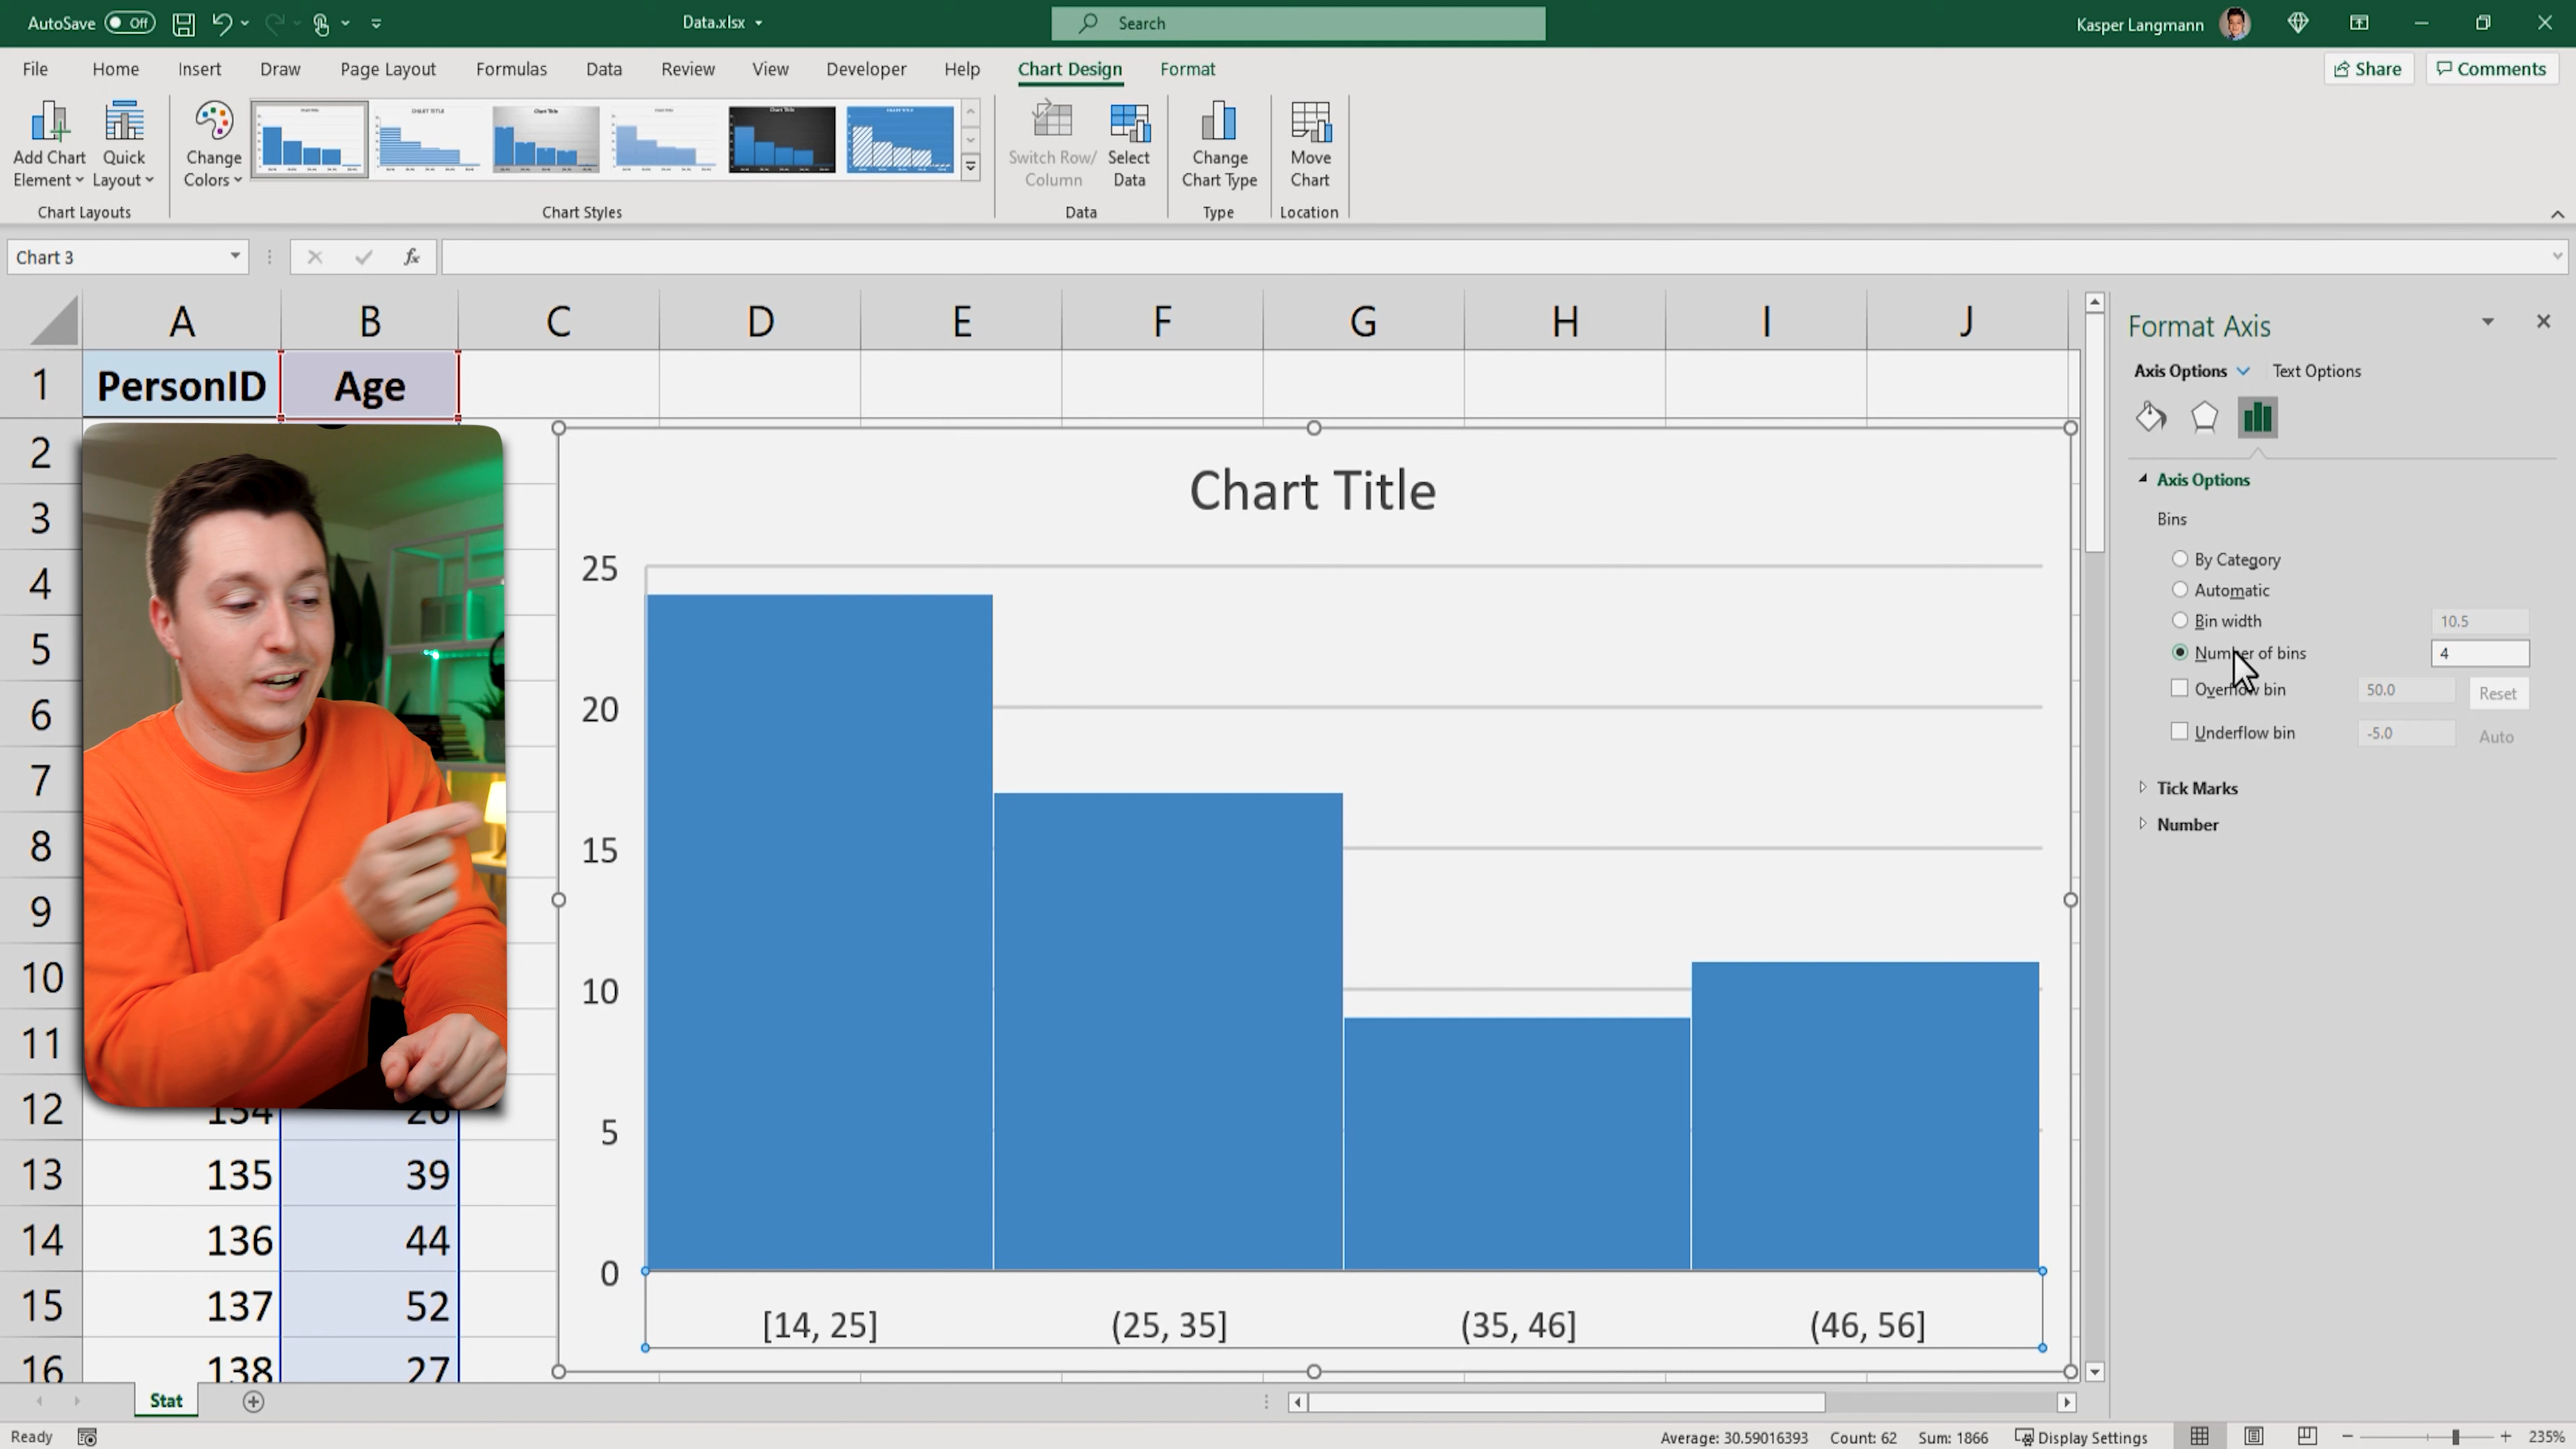 AutoSave Off
Data.xlsx
Search
Kasper Langmann
File Home Insert Draw Page Layout Formulas Data Review View Developer Help Chart Design Format
Share Comments
Add Chart Element
Quick Layout
Chart Layouts
Change Colors
Chart Styles
Switch Row/Column
Select Data
Data
Change Chart Type
Type
Move Chart
Location
Chart 3
fx
A B C D E F G H I J
1 PersonID Age
2
3
4
5
6
7
8
9
10
11
12 134 26
13 135 39
14 136 44
15 137 52
16 138 27
Chart Title
25
20
15
10
5
0
[14, 25] (25, 35] (35, 46] (46, 56]
Format Axis
Axis Options Text Options
Axis Options
Bins
By Category
Automatic
Bin width 10.5
Number of bins 4
Overflow bin 50.0 Reset
Underflow bin -5.0 Auto
Tick Marks
Number
Stat
Ready
Average: 30.59016393 Count: 62 Sum: 1866 Display Settings 235%